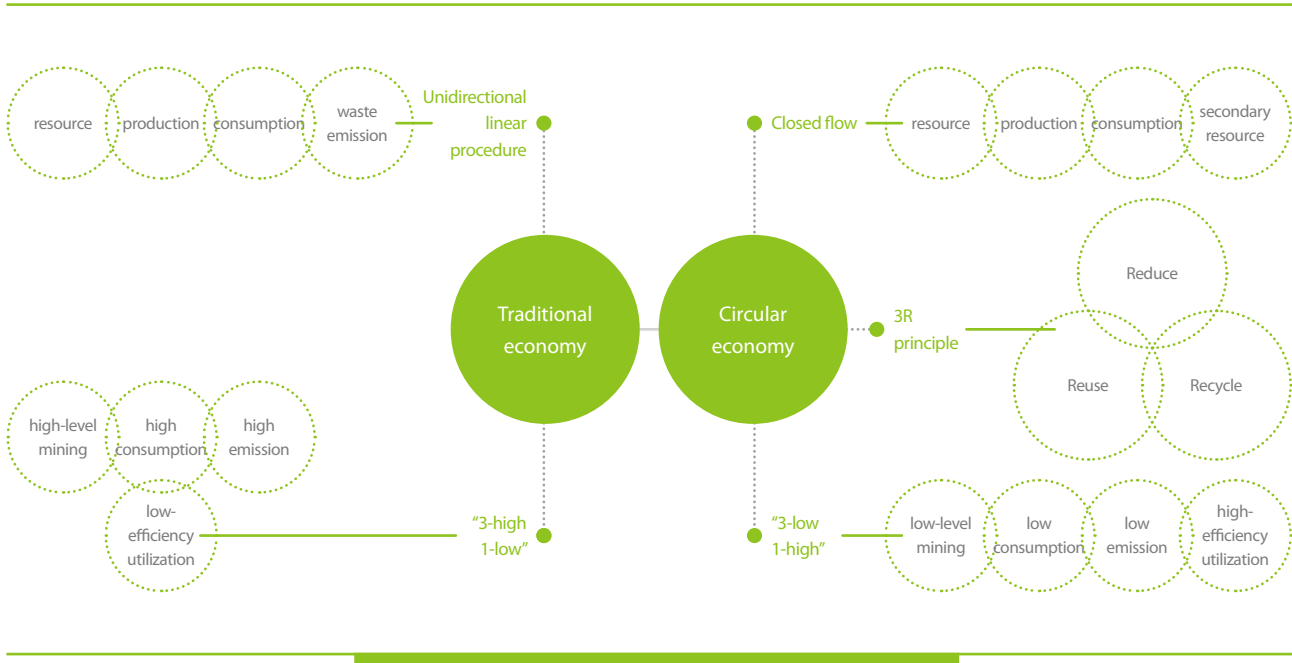 resource
production
consumption
waste
emission
Unidirectional
linear
procedure
Closed flow
resource
production
consumption
secondary
resource
Traditional
economy
Circular
economy
3R
principle
Reduce
Reuse
Recycle
high-level
mining
high
consumption
high
emission
low-
efficiency
utilization
“3-high
1-low”
“3-low
1-high”
low-level
mining
low
consumption
low
emission
high-
efficiency
utilization